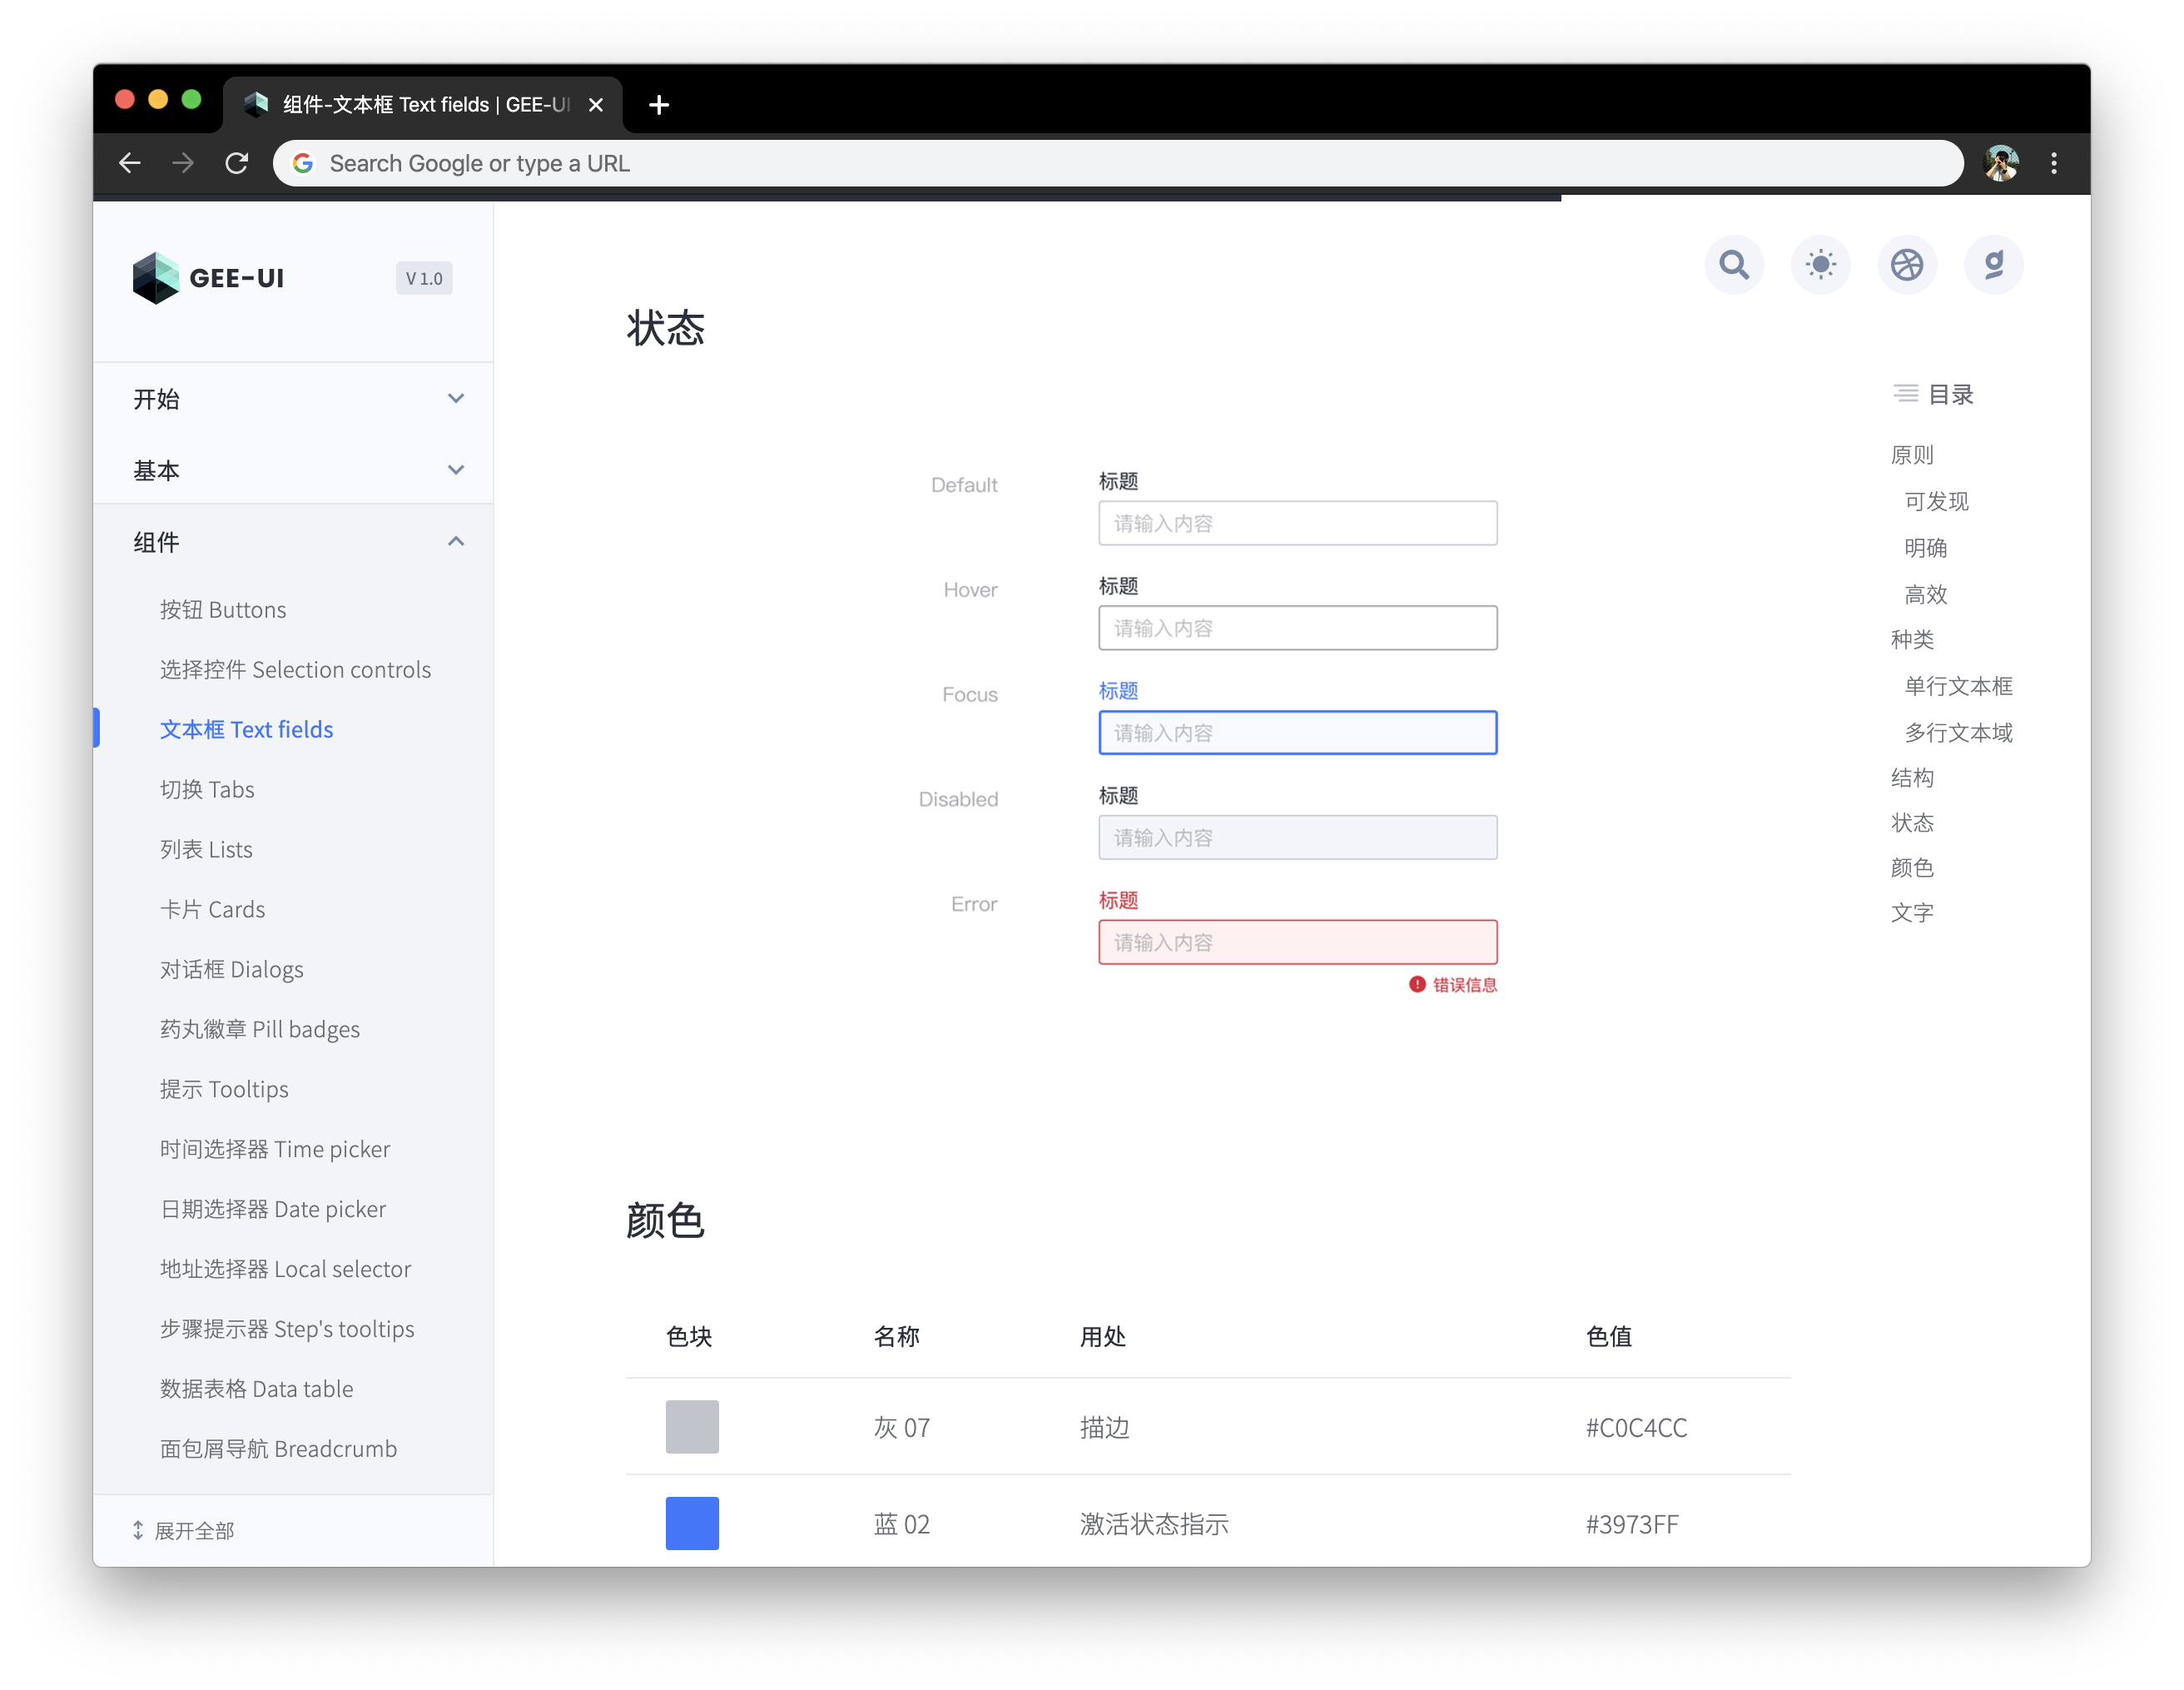 组件-文本框 Text fields | GEE-UI
Search Google or type a URL
GEE-UI
V 1.0
开始
基本
组件
按钮 Buttons
选择控件 Selection controls
文本框 Text fields
切换 Tabs
列表 Lists
卡片 Cards
对话框 Dialogs
药丸徽章 Pill badges
提示 Tooltips
时间选择器 Time picker
日期选择器 Date picker
地址选择器 Local selector
步骤提示器 Step's tooltips
数据表格 Data table
面包屑导航 Breadcrumb
展开全部
状态
Default
标题
请输入内容
Hover
标题
请输入内容
Focus
标题
请输入内容
Disabled
标题
请输入内容
Error
标题
请输入内容
错误信息
颜色
色块 名称 用处 色值
灰 07 描边 #C0C4CC
蓝 02 激活状态指示 #3973FF
目录
原则
可发现
明确
高效
种类
单行文本框
多行文本域
结构
状态
颜色
文字